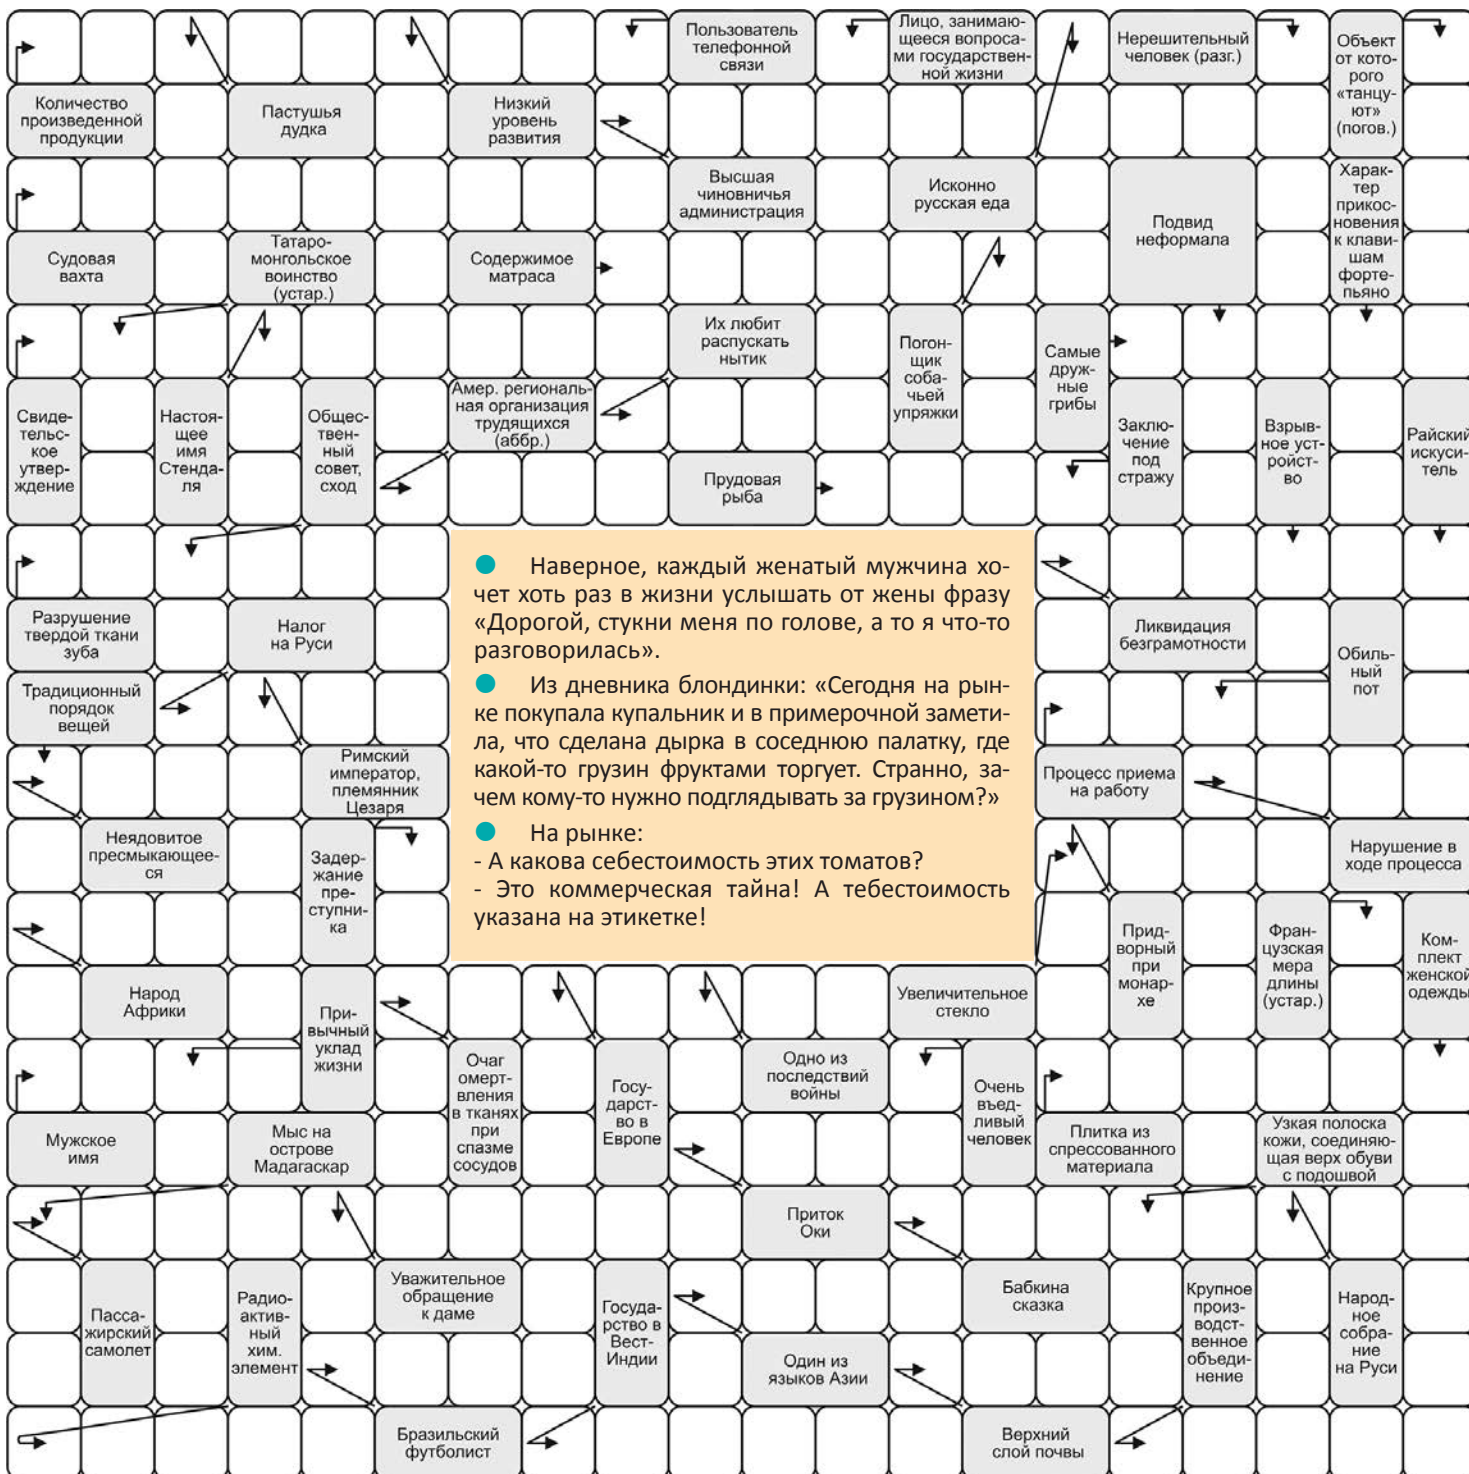 Пользователь
телефонной
связи
Лицо, занимаю-
щееся вопроса-
ми государствен-
ной жизни
Нерешительный
человек (разг.)
Объект
от кото-
рого
«танцу-
ют»
(погов.)
Количество
произведенной
продукции
Пастушья
дудка
Низкий
уровень
развития
Высшая
чиновничья
администрация
Исконно
русская еда
Подвид
неформала
Харак-
тер
прикос-
новения
к клави-
шам
форте-
пьяно
Судовая
вахта
Татаро-
монгольское
воинство
(устар.)
Содержимое
матраса
Их любит
распускать
нытик
Погон-
щик
соба-
чьей
упряжки
Самые
друж-
ные
грибы
Свиде-
тельс-
кое
утвер-
ждение
Настоя-
щее
имя
Стенда-
ля
Общес-
твен-
ный
совет,
сход
Амер. региональ-
ная организация
трудящихся
(аббр.)
Заклю-
чение
под
стражу
Взрыв-
ное уст-
ройст-
во
Райский
искуси-
тель
Прудовая
рыба
● Наверное, каждый женатый мужчина хо-
чет хоть раз в жизни услышать от жены фразу
«Дорогой, стукни меня по голове, а то я что-то
разговорилась».
● Из дневника блондинки: «Сегодня на рын-
ке покупала купальник и в примерочной замети-
ла, что сделана дырка в соседнюю палатку, где
какой-то грузин фруктами торгует. Странно, за-
чем кому-то нужно подглядывать за грузином?»
● На рынке:
- А какова себестоимость этих томатов?
- Это коммерческая тайна! А тебестоимость
указана на этикетке!
Разрушение
твердой ткани
зуба
Налог
на Руси
Ликвидация
безграмотности
Обиль-
ный
пот
Традиционный
порядок
вещей
Римский
император,
племянник
Цезаря
Процесс приема
на работу
Неядовитое
пресмыкающее-
ся
Задер-
жание
пре-
ступни-
ка
Нарушение в
ходе процесса
Прид-
ворный
при
монар-
хе
Фран-
цузская
мера
длины
(устар.)
Ком-
плект
женской
одежды
Народ
Африки
При-
вычный
уклад
жизни
Увеличительное
стекло
Очаг
омерт-
вления
в тканях
при
спазме
сосудов
Госу-
дарст-
во в
Европе
Одно из
последствий
войны
Очень
въед-
ливый
человек
Мужское
имя
Мыс на
острове
Мадагаскар
Плитка из
спрессованного
материала
Узкая полоска
кожи, соединяю-
щая верх обуви
с подошвой
Приток
Оки
Пасса-
жирский
самолет
Радио-
актив-
ный
хим.
элемент
Уважительное
обращение
к даме
Госуда-
рство в
Вест-
Индии
Бабкина
сказка
Крупное
произ-
водст-
венное
объеди-
нение
Народ-
ное
собра-
ние
на Руси
Один из
языков Азии
Бразильский
футболист
Верхний
слой почвы